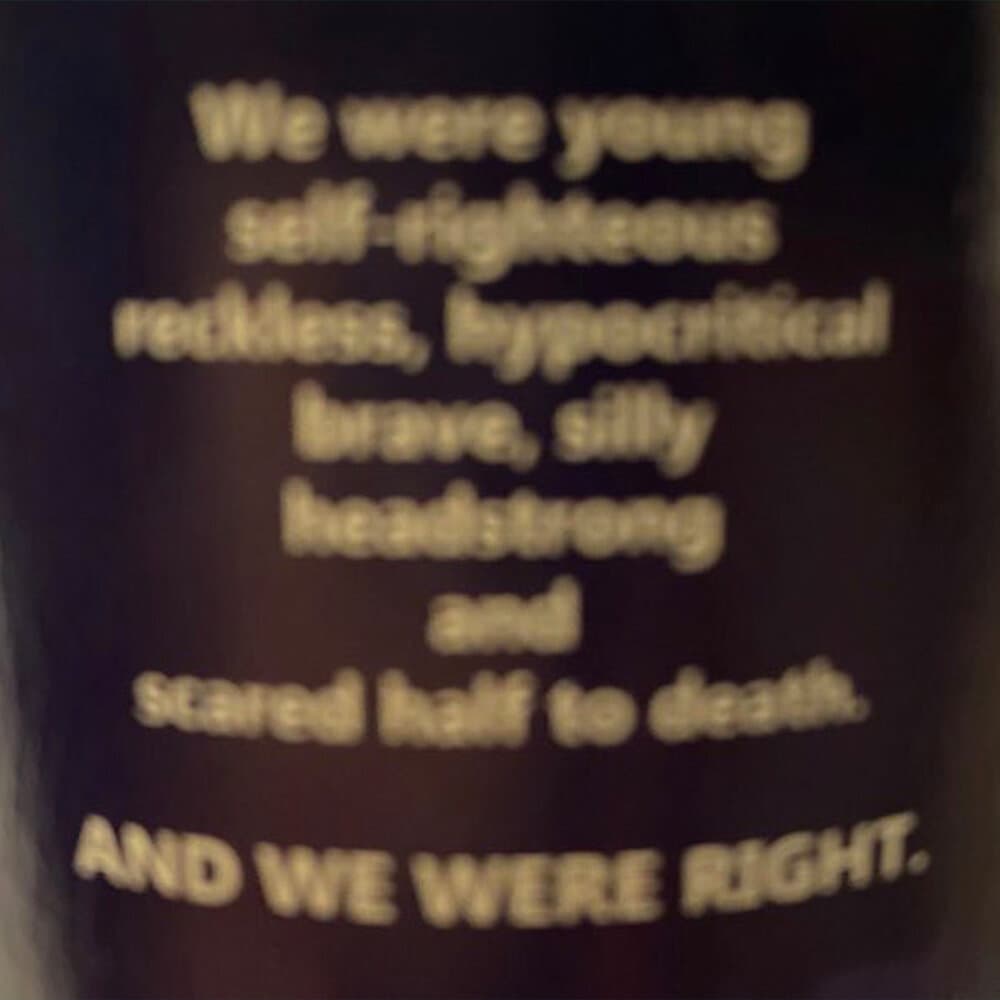 We were young
self-righteous
reckless, hypocritical
brave, silly
headstrong
and
scared half to death.
AND WE WERE RIGHT.